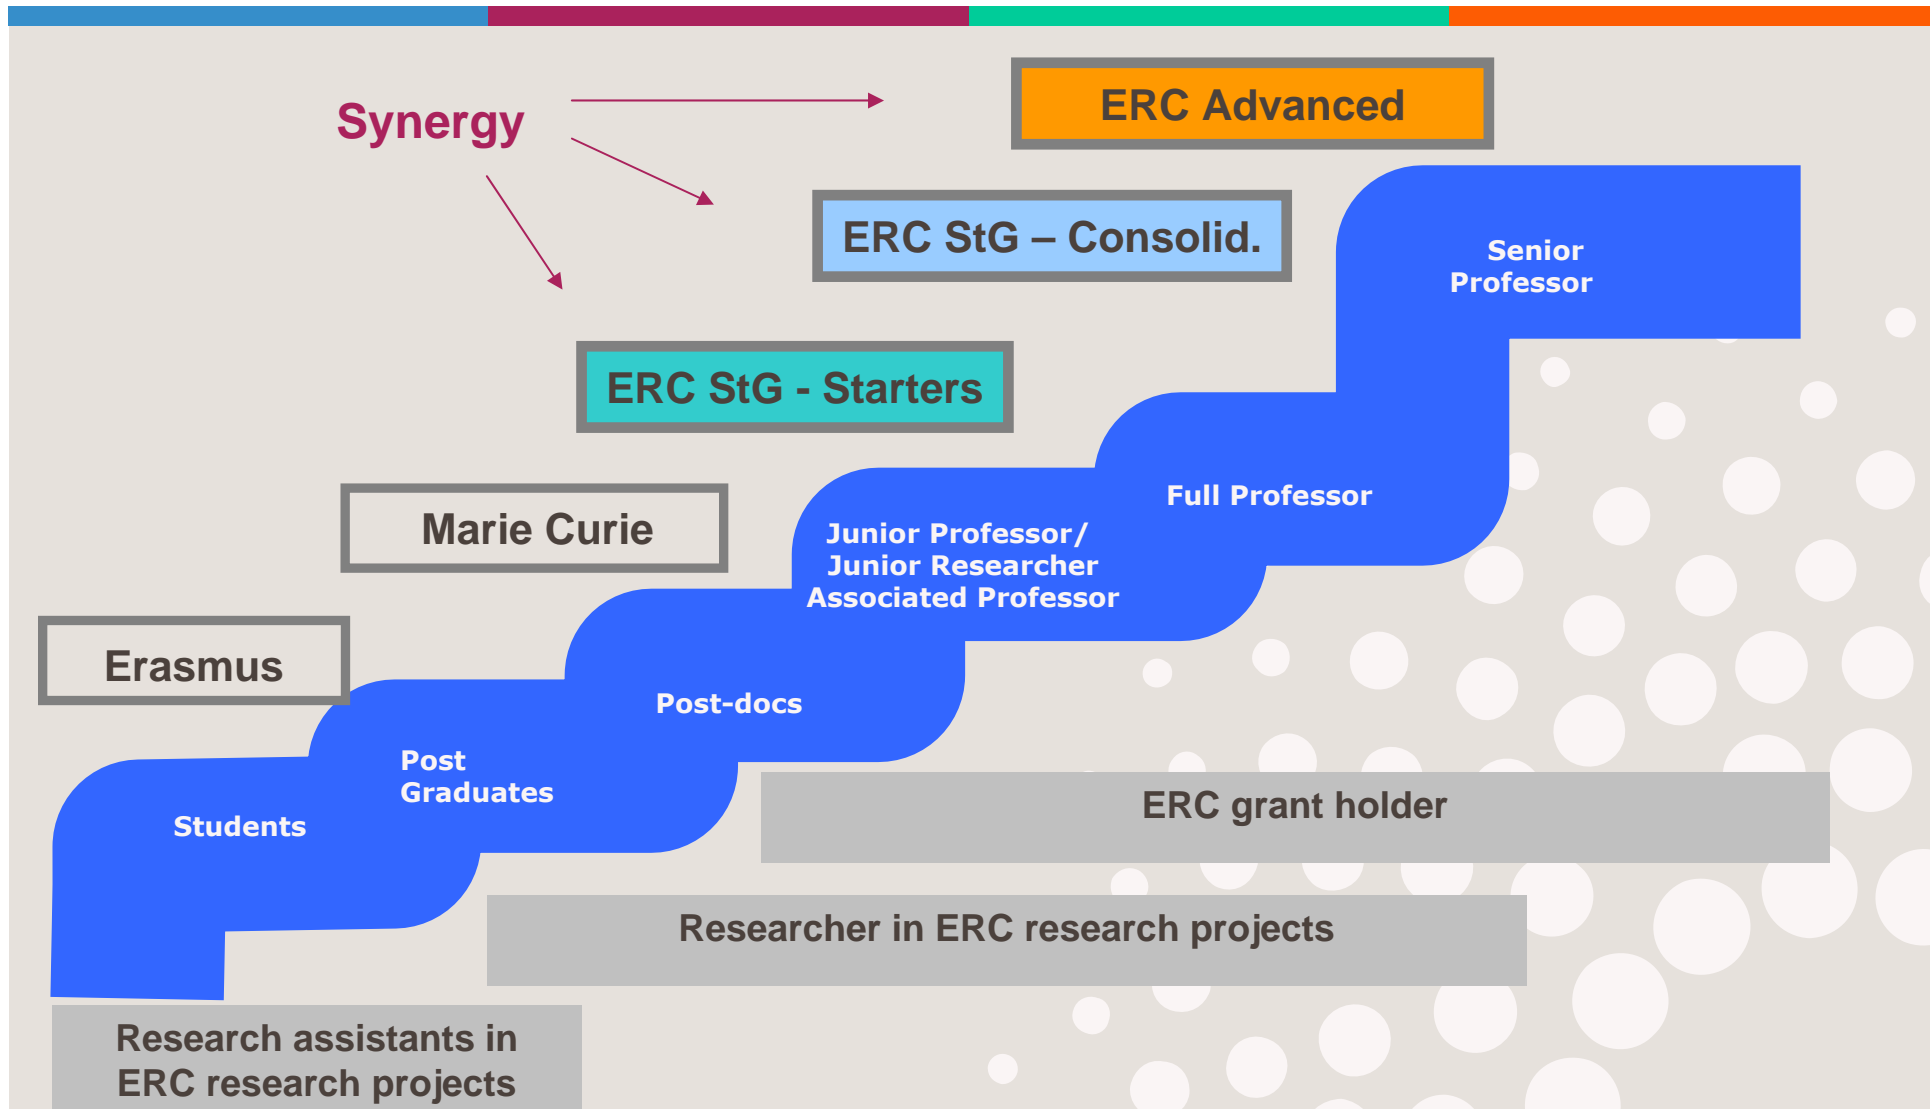 Synergy
ERC Advanced
ERC StG – Consolid.
Senior
Professor
ERC StG - Starters
Full Professor
Marie Curie
Junior Professor/
Junior Researcher
Associated Professor
Erasmus
Post-docs
Post
Graduates
Students
ERC grant holder
Researcher in ERC research projects
Research assistants in
ERC research projects